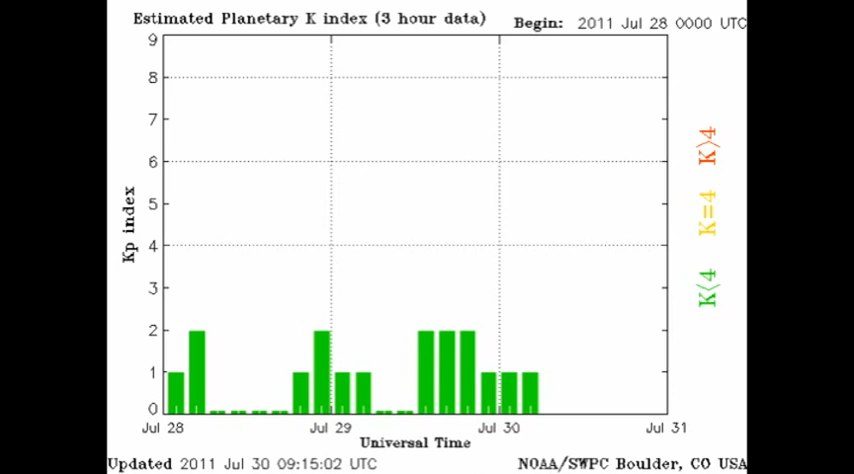 Estimated Planetary K index (3 hour data)
Begin: 2011 Jul 28 0000 UTC
9
8
7
6
5
4
3
2
1
0
Kp index
K>4
K=4
K<4
Jul 28
Jul 29
Jul 30
Jul 31
Universal Time
Updated 2011 Jul 30 09:15:02 UTC
NOAA/SWPC Boulder, CO USA